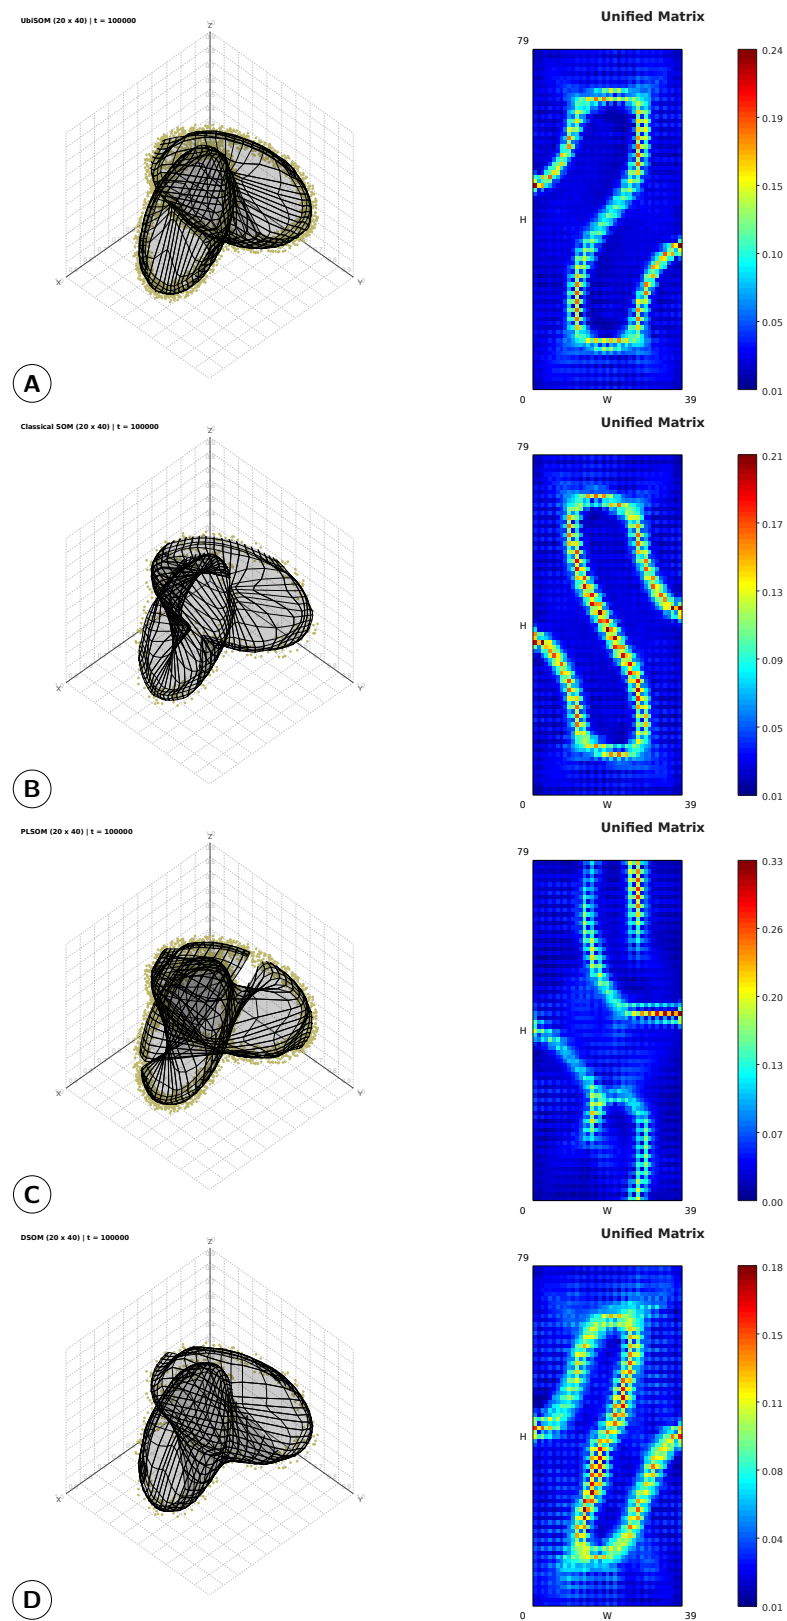 UbiSOM (20 x 40) | t = 100000
Unified Matrix
Z
79
0.24
0.19
0.15
H
0.10
X
Y
0.05
0.01
A
0
W
39
Classical SOM (20 x 40) | t = 100000
Unified Matrix
Z
79
0.21
0.17
0.13
H
0.09
X
Y
0.05
0.01
B
0
W
39
PLSOM (20 x 40) | t = 100000
Unified Matrix
Z
79
0.33
0.26
0.20
H
0.13
X
Y
0.07
0.00
C
0
W
39
DSOM (20 x 40) | t = 100000
Unified Matrix
Z
79
0.18
0.15
0.11
H
0.08
X
Y
0.04
0.01
D
0
W
39